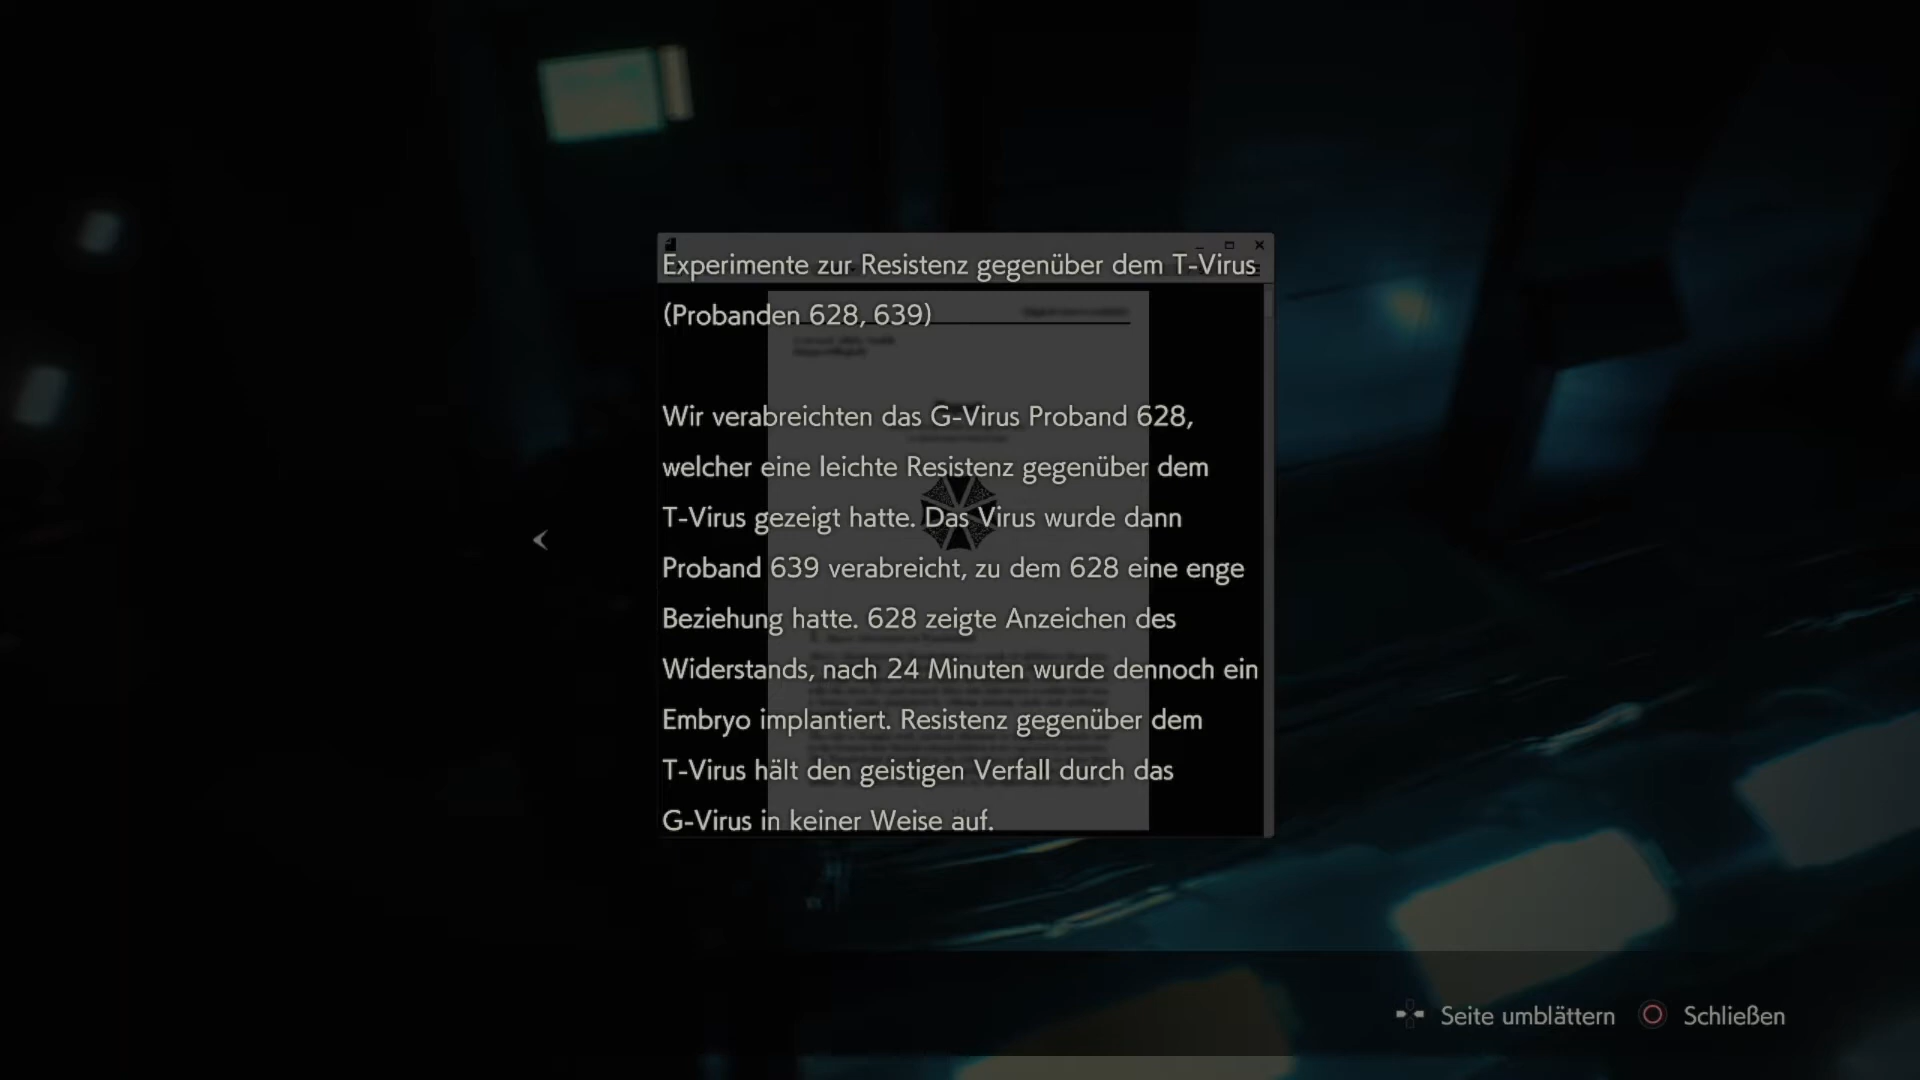 Experimente zur Resistenz gegenüber dem T-Virus
(Probanden 628, 639)
Wir verabreichten das G-Virus Proband 628,
welcher eine leichte Resistenz gegenüber dem
T-Virus gezeigt hatte. Das Virus wurde dann
Proband 639 verabreicht, zu dem 628 eine enge
Beziehung hatte. 628 zeigte Anzeichen des
Widerstands, nach 24 Minuten wurde dennoch ein
Embryo implantiert. Resistenz gegenüber dem
T-Virus hält den geistigen Verfall durch das
G-Virus in keiner Weise auf.
Seite umblättern
Schließen